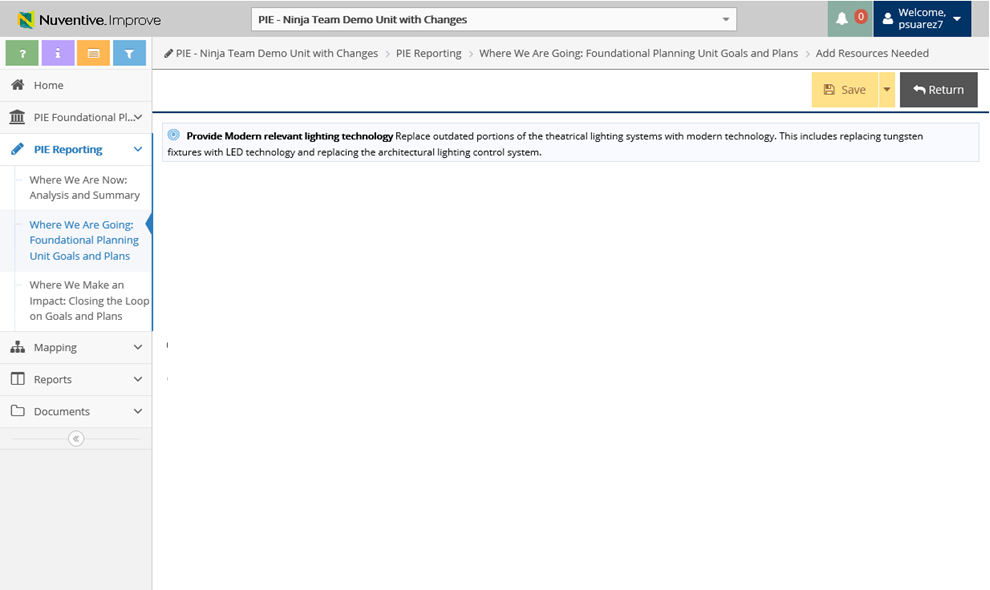 Nuventive.Improve
PIE - Ninja Team Demo Unit with Changes
0
Welcome,
psuarez7
?
i
PIE - Ninja Team Demo Unit with Changes > PIE Reporting > Where We Are Going: Foundational Planning Unit Goals and Plans > Add Resources Needed
Save
Return
Home
PIE Foundational Pl...
PIE Reporting
Where We Are Now:
Analysis and Summary
Where We Are Going:
Foundational Planning
Unit Goals and Plans
Where We Make an
Impact: Closing the Loop
on Goals and Plans
Mapping
Reports
Documents
Provide Modern relevant lighting technology Replace outdated portions of the theatrical lighting systems with modern technology. This includes replacing tungsten
fixtures with LED technology and replacing the architectural lighting control system.